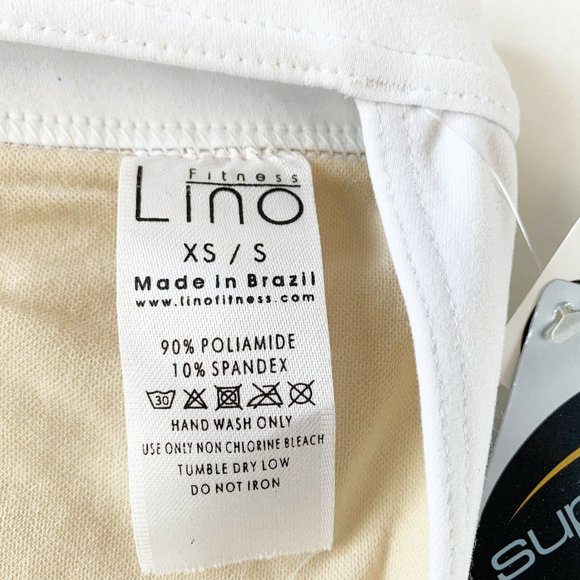 Fitness
Lino
XS / S
Made in Brazil
www.linofitness.com
90% POLIAMIDE
10% SPANDEX
30
HAND WASH ONLY
USE ONLY NON CHLORINE BLEACH
TUMBLE DRY LOW
DO NOT IRON
sup